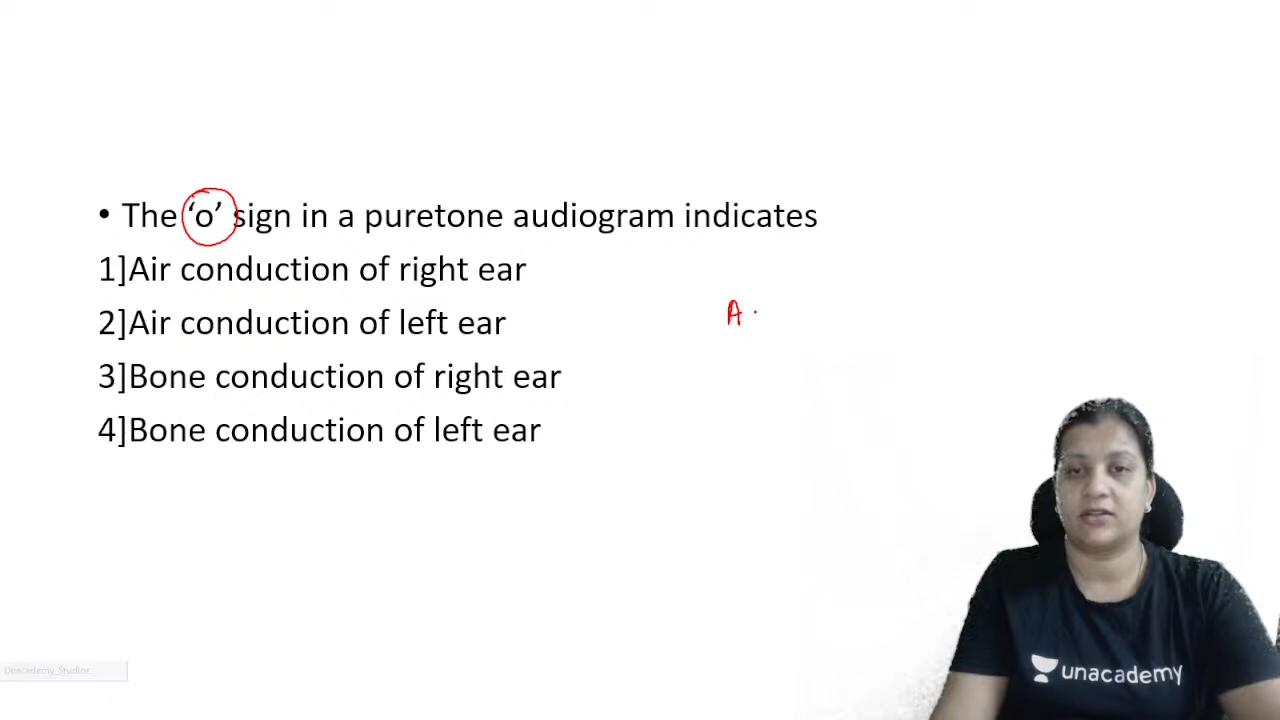 • The ‘o’ sign in a puretone audiogram indicates
1]Air conduction of right ear
2]Air conduction of left ear
A .
3]Bone conduction of right ear
4]Bone conduction of left ear
unacademy
Unacademy_Studios